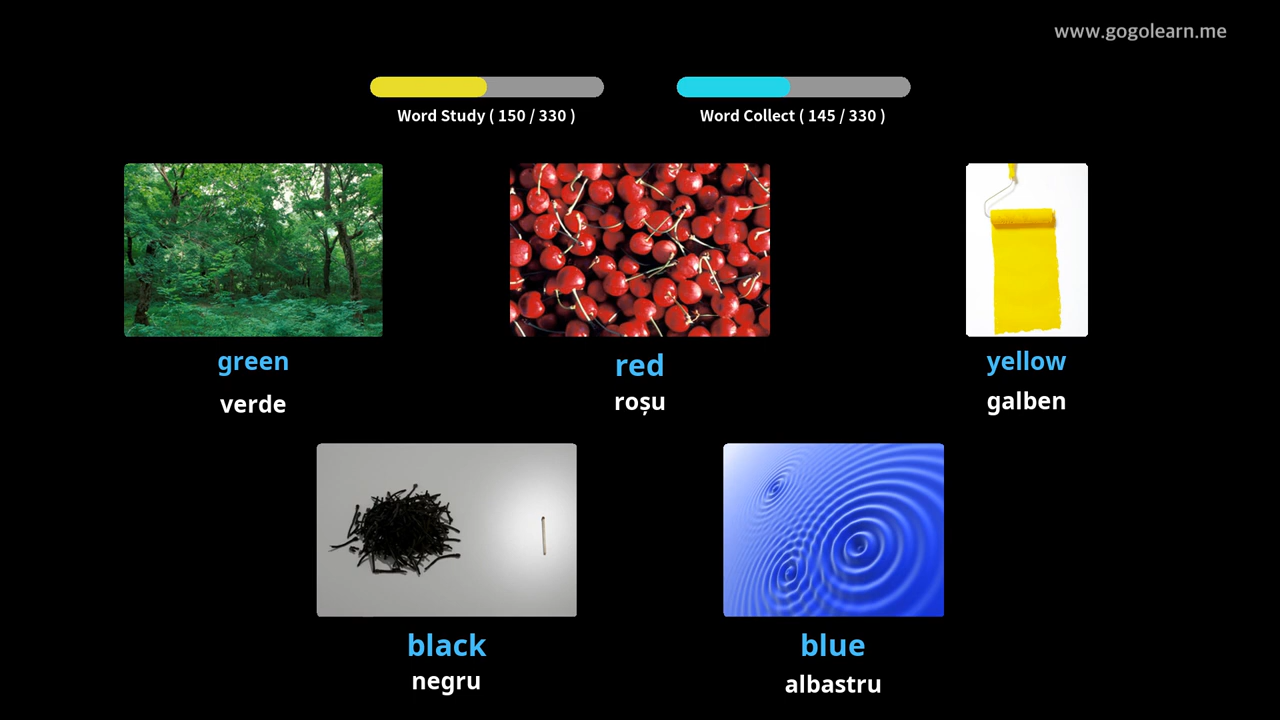 www.gogolearn.me
Word Study ( 150 / 330 )
Word Collect ( 145 / 330 )
green
verde
red
roșu
yellow
galben
black
negru
blue
albastru